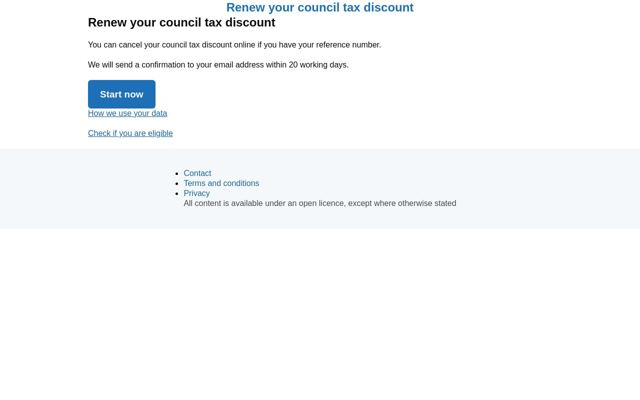 Renew your council tax discount
Renew your council tax discount
You can cancel your council tax discount online if you have your reference number.
We will send a confirmation to your email address within 20 working days.
Start now
How we use your data
Check if you are eligible
Contact
Terms and conditions
Privacy
All content is available under an open licence, except where otherwise stated